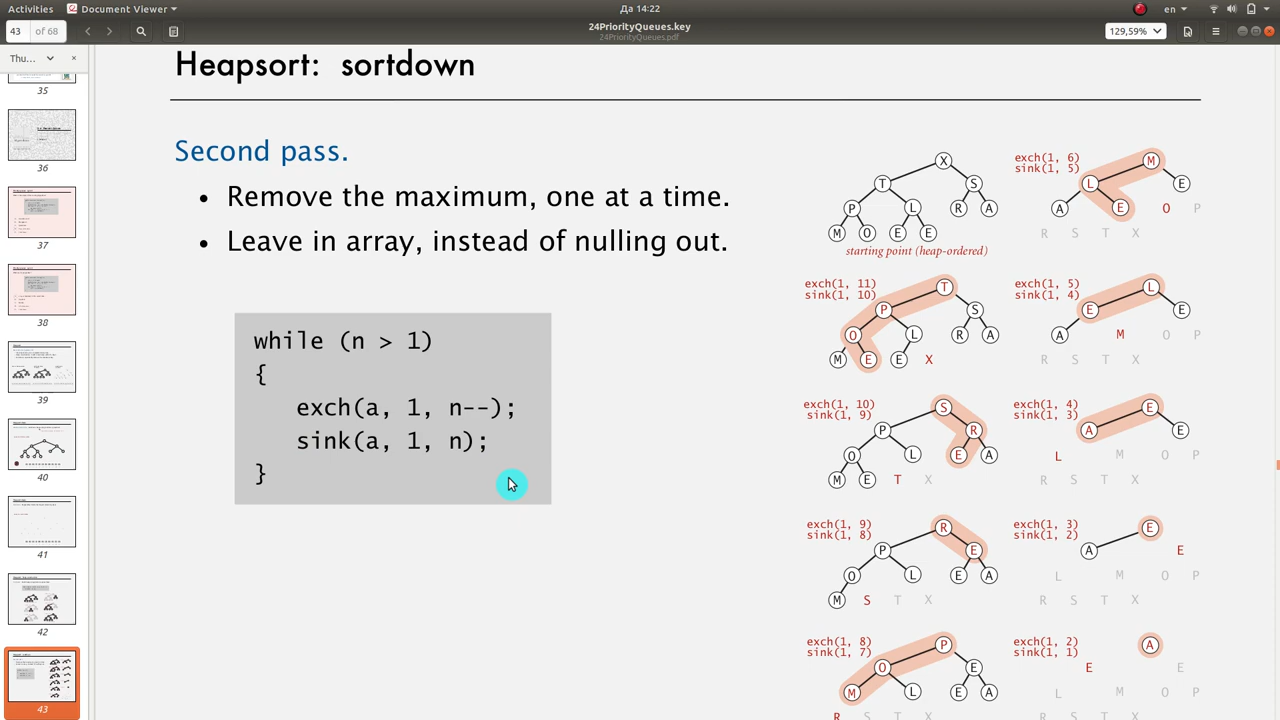 Activities
Document Viewer
Да 14:22
en
43
of 68
24PriorityQueues.key
24PriorityQueues.pdf
129,59%
Thu...
35
36
37
38
39
40
41
42
43
Heapsort: sortdown
Second pass.
• Remove the maximum, one at a time.
• Leave in array, instead of nulling out.
while (n > 1)
{
exch(a, 1, n--);
sink(a, 1, n);
}
X
T S
P L R A
M O E E
starting point (heap-ordered)
exch(1, 11)
sink(1, 10)
T
P S
O L R A
M E E X
exch(1, 10)
sink(1, 9)
S
P R
O L E A
M E T X
exch(1, 9)
sink(1, 8)
R
P E
O L E A
M S T X
exch(1, 8)
sink(1, 7)
P
O E
M L E A
R S T X
exch(1, 6)
sink(1, 5)
M
L E
A E O P
R S T X
exch(1, 5)
sink(1, 4)
L
E E
A M O P
R S T X
exch(1, 4)
sink(1, 3)
E
A E
L M O P
R S T X
exch(1, 3)
sink(1, 2)
E
A E
L M O P
R S T X
exch(1, 2)
sink(1, 1)
A
E E
L M O P
R S T X